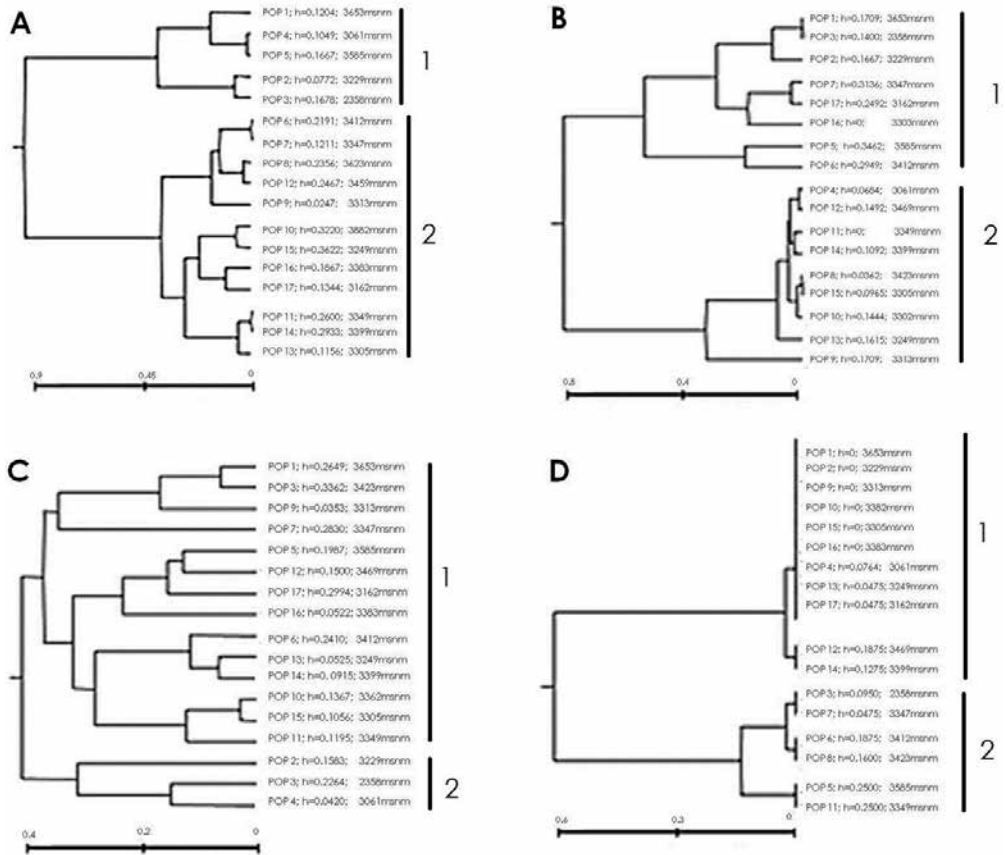 A
POP 1; h=0.1204; 3653msnm
POP 4; h=0.1049; 3061msnm
POP 5; h=0.1667; 3585msnm
POP 2; h=0.0772; 3229msnm
POP 3; h=0.1678; 2358msnm
1
POP 6; h=0.2191; 3412msnm
POP 7; h=0.1211; 3347msnm
POP 8; h=0.2356; 3623msnm
POP 12; h=0.2467; 3459msnm
POP 9; h=0.0247; 3313msnm
POP 10; h=0.3220; 3882msnm
POP 15; h=0.3622; 3249msnm
POP 16; h=0.1867; 3383msnm
POP 17; h=0.1344; 3162msnm
POP 11; h=0.2600; 3349msnm
POP 14; h=0.2933; 3399msnm
POP 13; h=0.1156; 3305msnm
2
0.9 0.45 0
B
POP 1; h=0.1709; 3653msnm
POP 3; h=0.1400; 2358msnm
POP 2; h=0.1667; 3229msnm
POP 7; h=0.3136; 3347msnm
POP 17; h=0.2492; 3162msnm
POP 16; h=0; 3303msnm
POP 5; h=0.3462; 3585msnm
POP 6; h=0.2949; 3412msnm
1
POP 4; h=0.0684; 3061msnm
POP 12; h=0.1492; 3469msnm
POP 11; h=0; 3349msnm
POP 14; h=0.1092; 3399msnm
POP 8; h=0.0362; 3423msnm
POP 15; h=0.0965; 3305msnm
POP 10; h=0.1444; 3302msnm
POP 13; h=0.1615; 3249msnm
POP 9; h=0.1709; 3313msnm
2
0.8 0.4 0
C
POP 1; h=0.2649; 3653msnm
POP 3; h=0.3362; 3423msnm
POP 9; h=0.0353; 3313msnm
POP 7; h=0.2830; 3347msnm
POP 5; h=0.1987; 3585msnm
POP 12; h=0.1500; 3469msnm
POP 17; h=0.2994; 3162msnm
POP 16; h=0.0522; 3383msnm
POP 6; h=0.2410; 3412msnm
POP 13; h=0.0525; 3249msnm
POP 14; h=.0915; 3399msnm
POP 10; h=0.1367; 3362msnm
POP 15; h=0.1056; 3305msnm
POP 11; h=0.1195; 3349msnm
1
POP 2; h=0.1583; 3229msnm
POP 3; h=0.2264; 2358msnm
POP 4; h=0.0420; 3061msnm
2
0.4 0.2 0
D
POP 1; h=0; 3653msnm
POP 2; h=0; 3229msnm
POP 9; h=0; 3313msnm
POP 10; h=0; 3382msnm
POP 15; h=0; 3305msnm
POP 16; h=0; 3383msnm
POP 4; h=0.0764; 3061msnm
POP 13; h=0.0475; 3249msnm
POP 17; h=0.0475; 3162msnm
POP 12; h=0.1875; 3469msnm
POP 14; h=0.1275; 3399msnm
1
POP 3; h=0.0950; 2358msnm
POP 7; h=0.0475; 3347msnm
POP 6; h=0.1875; 3412msnm
POP 8; h=0.1600; 3423msnm
POP 5; h=0.2500; 3585msnm
POP 11; h=0.2500; 3349msnm
2
0.6 0.3 0